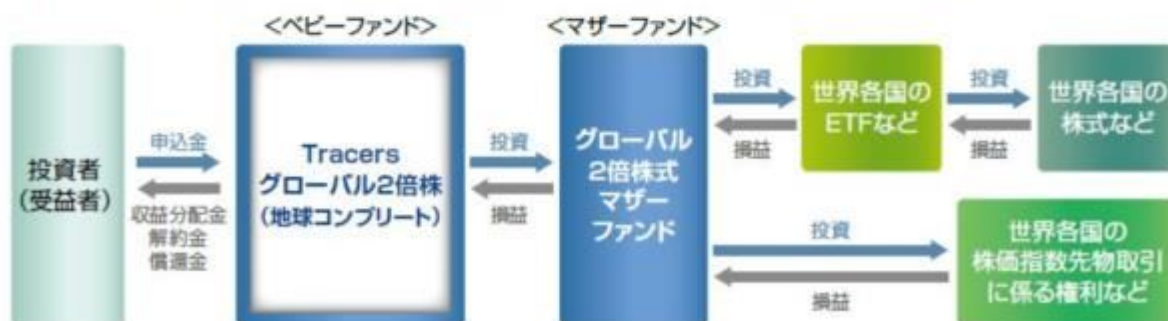 <ベビーファンド>
<マザーファンド>
投資者
(受益者)
申込金
収益分配金
解約金
償還金
Tracers
グローバル2倍株
(地球コンプリート)
投資
損益
グローバル
2倍株式
マザー
ファンド
投資
損益
世界各国の
ETFなど
投資
損益
世界各国の
株式など
投資
損益
世界各国の
株価指数先物取引
に係る権利など